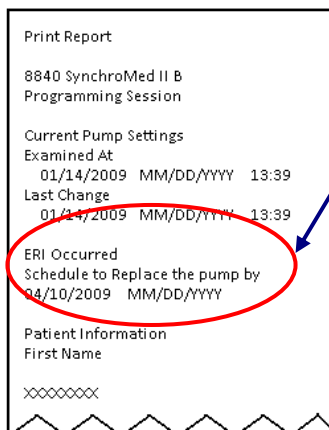 Print Report
8840 SynchroMed II B
Programming Session
Current Pump Settings
Examined At
01/14/2009 MM/DD/YYYY 13:39
Last Change
01/14/2009 MM/DD/YYYY 13:39
ERI Occurred
Schedule to Replace the pump by
04/10/2009 MM/DD/YYYY
Patient Information
First Name
XXXXXXXX